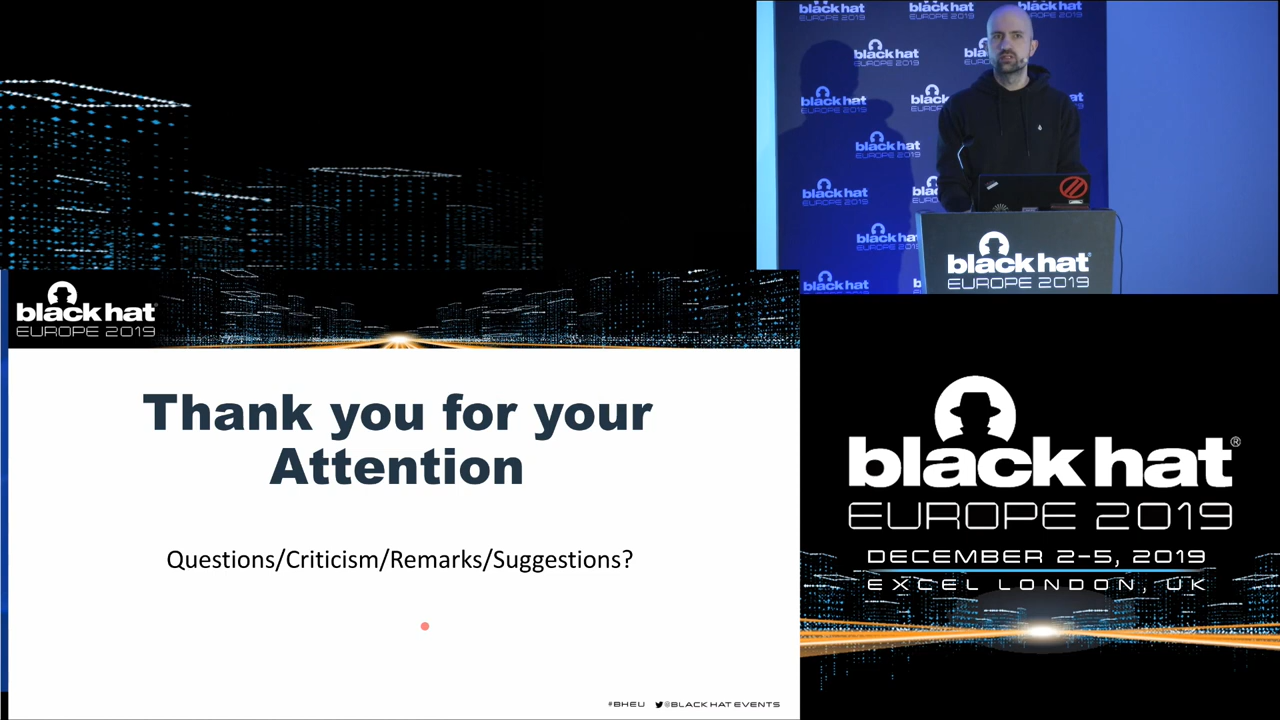 black hat
EUROPE 2019
black hat
EUROPE 2019
Thank you for your
Attention
Questions/Criticism/Remarks/Suggestions?
#BHEU @BLACK HAT EVENTS
black hat®
EUROPE 2019
DECEMBER 2-5, 2019
EXCEL LONDON, UK